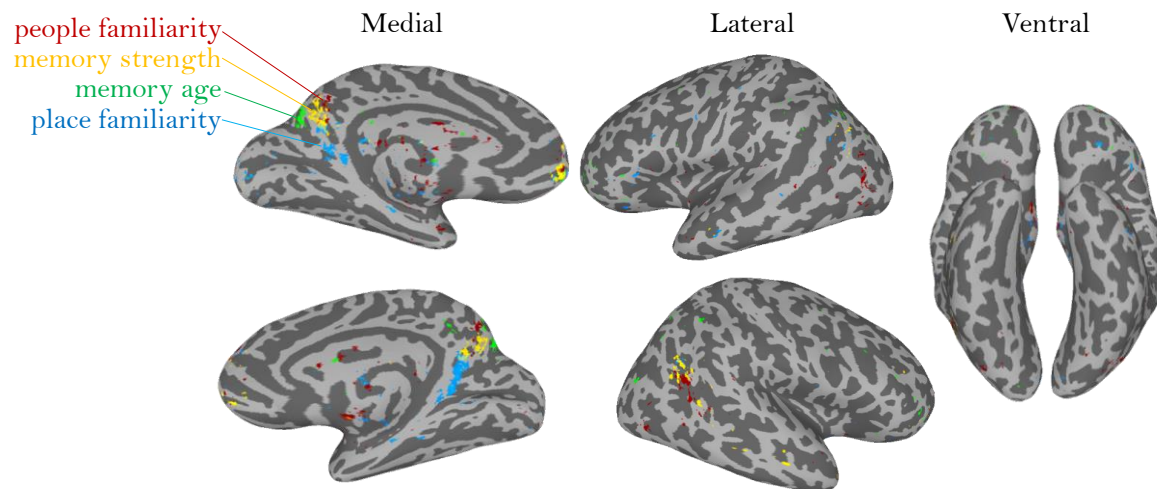 Medial
Lateral
Ventral
people familiarity
memory strength
memory age
place familiarity